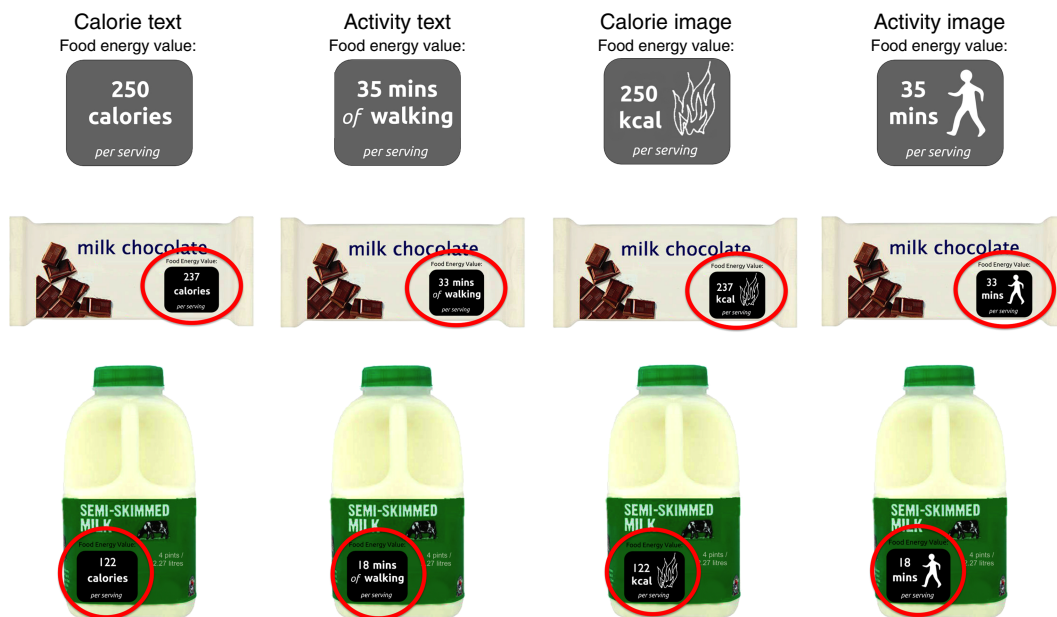 Calorie text
Food energy value:
250
calories
per serving
Activity text
Food energy value:
35 mins
of walking
per serving
Calorie image
Food energy value:
250
kcal
per serving
Activity image
Food energy value:
35
mins
per serving
milk chocolate
Food Energy Value:
237
calories
per serving
milk chocolate
Food Energy Value:
33 mins
of walking
per serving
milk chocolate
Food Energy Value:
237
kcal
per serving
milk chocolate
Food Energy Value:
33
mins
per serving
SEMI-SKIMMED
MILK
Food Energy Value:
122
calories
per serving
4 pints /
2.27 litres
SEMI-SKIMMED
MILK
Food Energy Value:
18 mins
of walking
per serving
4 pints /
2.27 litres
SEMI-SKIMMED
MILK
Food Energy Value:
122
kcal
per serving
4 pints /
2.27 litres
SEMI-SKIMMED
MILK
Food Energy Value:
18
mins
per serving
4 pints /
2.27 litres